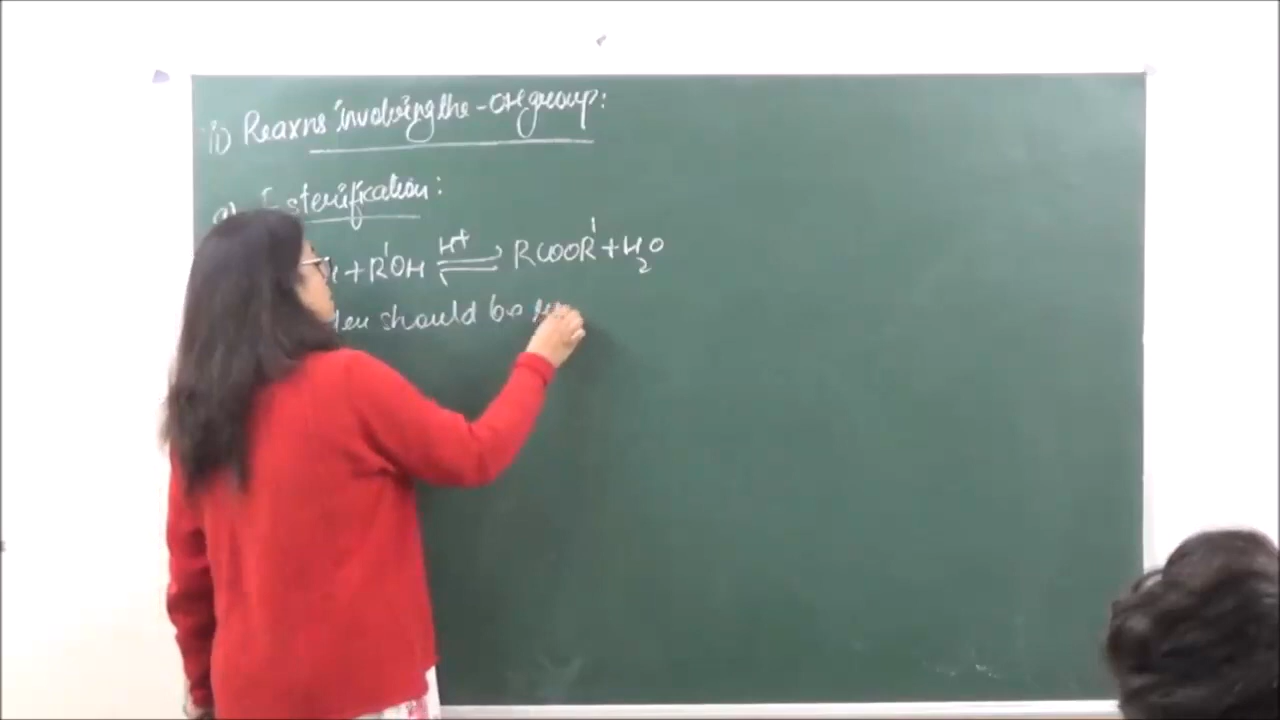 ii) Reaxns involving the -OH group:
a) Esterification:
+ R'OH ⇌ H+ RCOOR' + H2O
should be